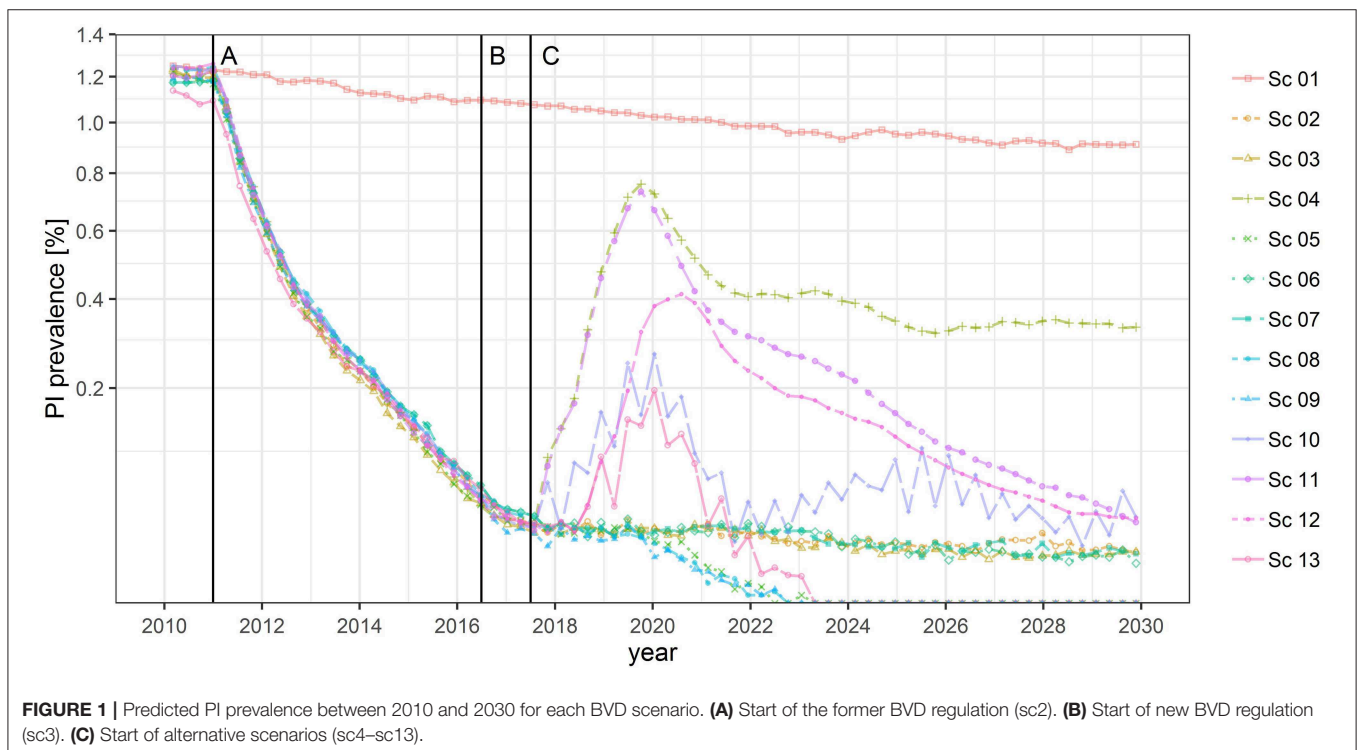 1.4
1.2
1.0
0.8
0.6
0.4
0.2
PI prevalence [%]
A
B
C
2010
2012
2014
2016
2018
2020
2022
2024
2026
2028
2030
year
Sc 01
Sc 02
Sc 03
Sc 04
Sc 05
Sc 06
Sc 07
Sc 08
Sc 09
Sc 10
Sc 11
Sc 12
Sc 13
FIGURE 1 | Predicted PI prevalence between 2010 and 2030 for each BVD scenario. (A) Start of the former BVD regulation (sc2). (B) Start of new BVD regulation
(sc3). (C) Start of alternative scenarios (sc4–sc13).